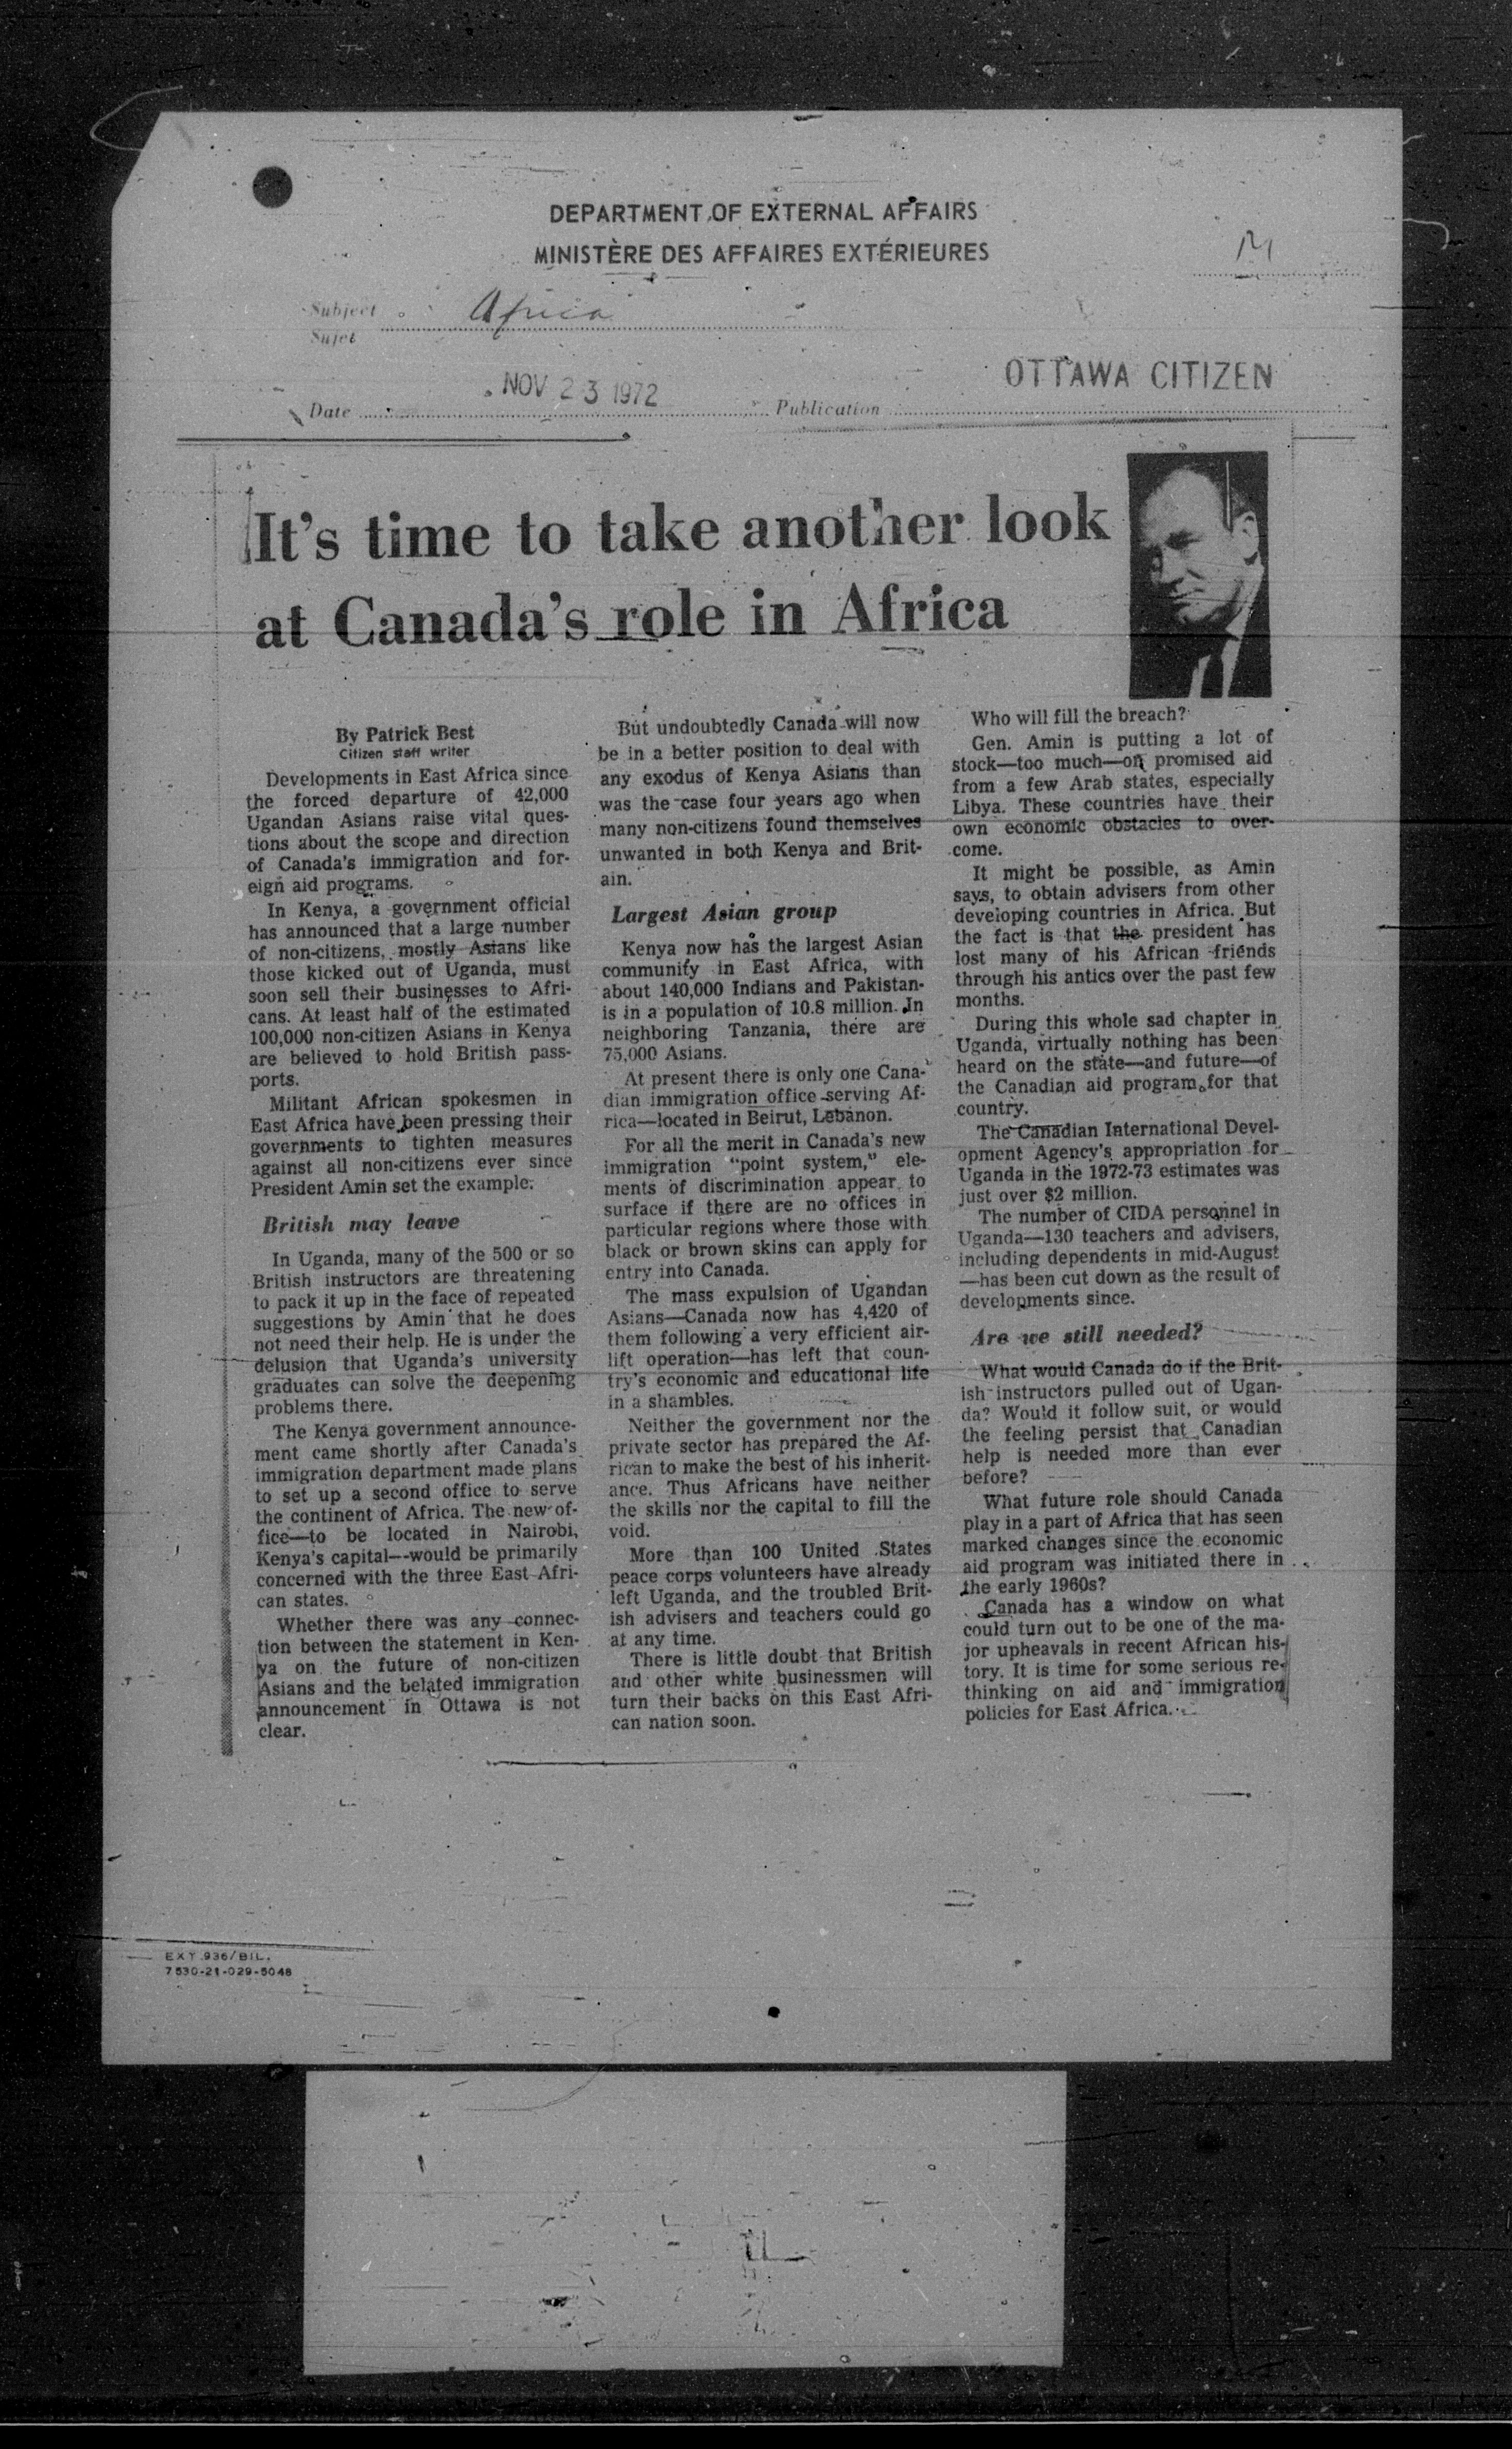 DEPARTMENT OF EXTERNAL AFFAIRS
MINISTÈRE DES AFFAIRES EXTÉRIEURES
Subject Africa
Sujet
Date NOV 23 1972 Publication OTTAWA CITIZEN
It's time to take another look
at Canada's role in Africa
By Patrick Best
Citizen staff writer
Developments in East Africa since
the forced departure of 42,000
Ugandan Asians raise vital ques-
tions about the scope and direction
of Canada's immigration and for-
eign aid programs.
In Kenya, a government official
has announced that a large number
of non-citizens, mostly Asians like
those kicked out of Uganda, must
soon sell their businesses to Afri-
cans. At least half of the estimated
100,000 non-citizen Asians in Kenya
are believed to hold British pass-
ports.
Militant African spokesmen in
East Africa have been pressing their
governments to tighten measures
against all non-citizens ever since
President Amin set the example.
British may leave
In Uganda, many of the 500 or so
British instructors are threatening
to pack it up in the face of repeated
suggestions by Amin that he does
not need their help. He is under the
delusion that Uganda's university
graduates can solve the deepening
problems there.
The Kenya government announce-
ment came shortly after Canada's
immigration department made plans
to set up a second office to serve
the continent of Africa. The new of-
fice—to be located in Nairobi,
Kenya's capital--would be primarily
concerned with the three East Afri-
can states.
Whether there was any connec-
tion between the statement in Ken-
ya on the future of non-citizen
Asians and the belated immigration
announcement in Ottawa is not
clear.
But undoubtedly Canada will now
be in a better position to deal with
any exodus of Kenya Asians than
was the case four years ago when
many non-citizens found themselves
unwanted in both Kenya and Brit-
ain.
Largest Asian group
Kenya now has the largest Asian
community in East Africa, with
about 140,000 Indians and Pakistan-
is in a population of 10.8 million. In
neighboring Tanzania, there are
75,000 Asians.
At present there is only one Cana-
dian immigration office serving Af-
rica—located in Beirut, Lebanon.
For all the merit in Canada's new
immigration "point system," ele-
ments of discrimination appear to
surface if there are no offices in
particular regions where those with
black or brown skins can apply for
entry into Canada.
The mass expulsion of Ugandan
Asians—Canada now has 4,420 of
them following a very efficient air-
lift operation—has left that coun-
try's economic and educational life
in a shambles.
Neither the government nor the
private sector has prepared the Af-
rican to make the best of his inherit-
ance. Thus Africans have neither
the skills nor the capital to fill the
void.
More than 100 United States
peace corps volunteers have already
left Uganda, and the troubled Brit-
ish advisers and teachers could go
at any time.
There is little doubt that British
and other white businessmen will
turn their backs on this East Afri-
can nation soon.
Who will fill the breach?
Gen. Amin is putting a lot of
stock—too much—on promised aid
from a few Arab states, especially
Libya. These countries have their
own economic obstacles to over-
come.
It might be possible, as Amin
says, to obtain advisers from other
developing countries in Africa. But
the fact is that the president has
lost many of his African friends
through his antics over the past few
months.
During this whole sad chapter in
Uganda, virtually nothing has been
heard on the state—and future—of
the Canadian aid program for that
country.
The Canadian International Devel-
opment Agency's appropriation for
Uganda in the 1972-73 estimates was
just over $2 million.
The number of CIDA personnel in
Uganda—130 teachers and advisers,
including dependents in mid-August
—has been cut down as the result of
developments since.
Are we still needed?
What would Canada do if the Brit-
ish instructors pulled out of Ugan-
da? Would it follow suit, or would
the feeling persist that Canadian
help is needed more than ever
before?
What future role should Canada
play in a part of Africa that has seen
marked changes since the economic
aid program was initiated there in
the early 1960s?
Canada has a window on what
could turn out to be one of the ma-
jor upheavals in recent African his-
tory. It is time for some serious re-
thinking on aid and immigration
policies for East Africa.
EXT 936/BIL.
7530-21-029-5048